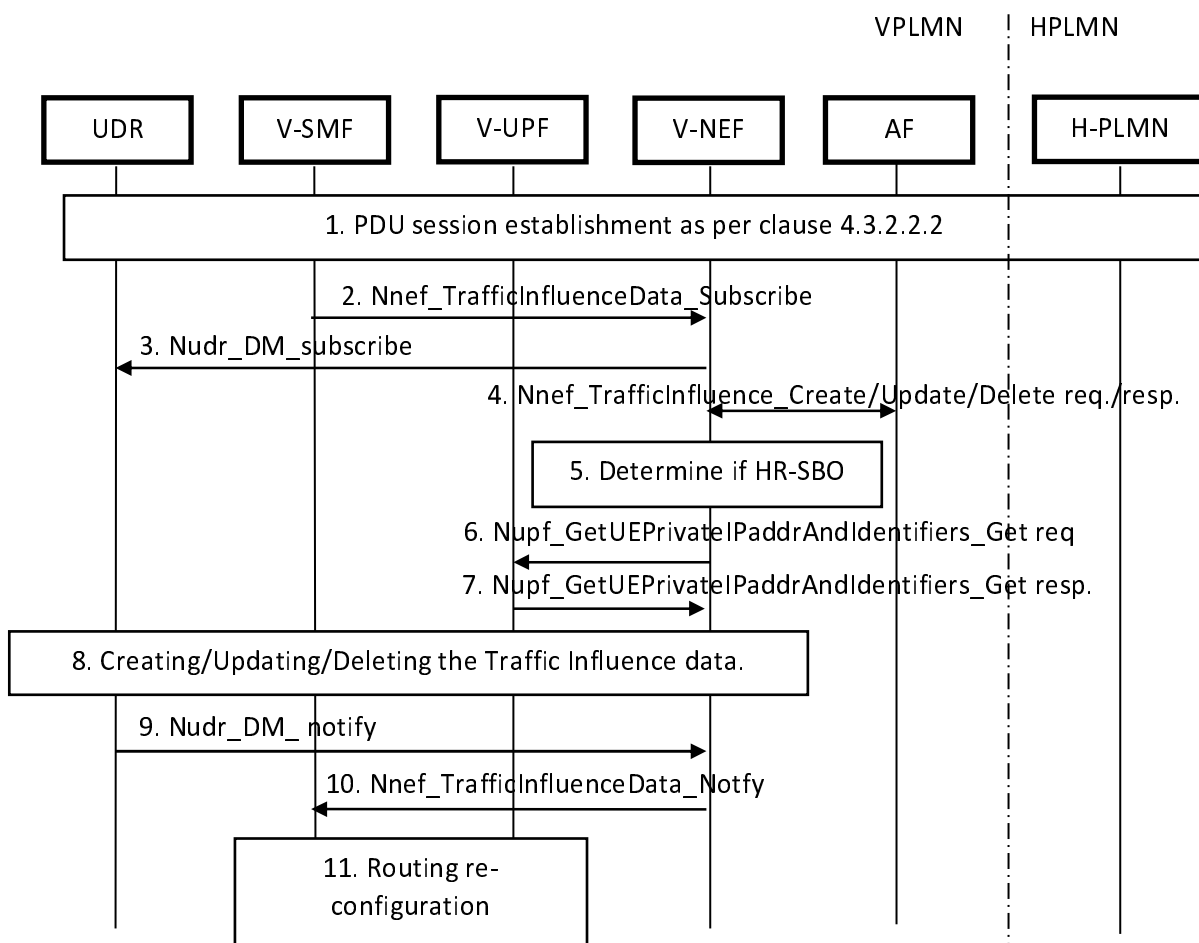 VPLMN HPLMN
UDR V-SMF V-UPF V-NEF AF H-PLMN
1. PDU session establishment as per clause 4.3.2.2.2
2. Nnef_TrafficInfluenceData_Subscribe
3. Nudr_DM_subscribe
4. Nnef_TrafficInfluence_Create/Update/Delete req./resp.
5. Determine if HR-SBO
6. Nupf_GetUEPrivateIPaddrAndIdentifiers_Get req
7. Nupf_GetUEPrivateIPaddrAndIdentifiers_Get resp.
8. Creating/Updating/Deleting the Traffic Influence data.
9. Nudr_DM_ notify
10. Nnef_TrafficInfluenceData_Notfy
11. Routing re-
configuration